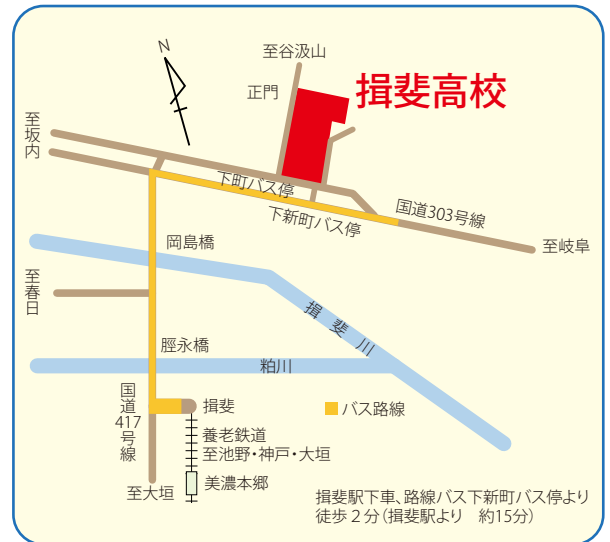 N
至谷汲山
正門
揖斐高校
至坂内
下町バス停
下新町バス停
国道303号線
至岐阜
岡島橋
至春日
揖斐川
脛永橋
粕川
国道417号線
揖斐
バス路線
養老鉄道
至池野・神戸・大垣
美濃本郷
至大垣
揖斐駅下車、路線バス下新町バス停より
徒歩2分(揖斐駅より 約15分)